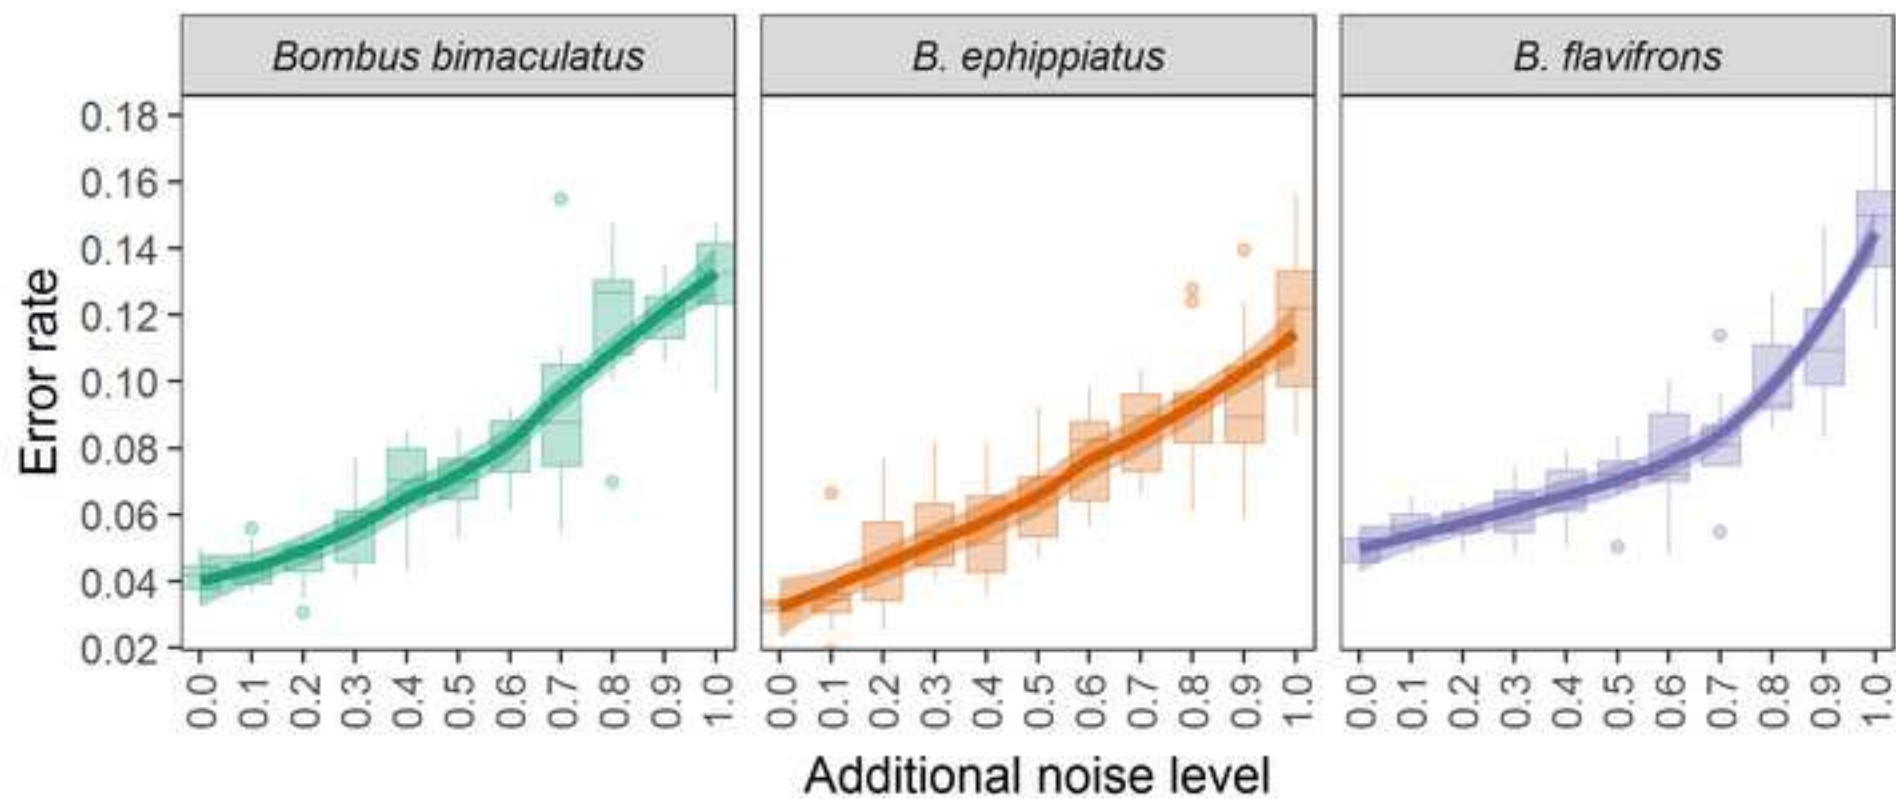 Bombus bimaculatus
B. ephippiatus
B. flavifrons
Error rate
0.18
0.16
0.14
0.12
0.10
0.08
0.06
0.04
0.02
0.0 0.1 0.2 0.3 0.4 0.5 0.6 0.7 0.8 0.9 1.0
0.0 0.1 0.2 0.3 0.4 0.5 0.6 0.7 0.8 0.9 1.0
0.0 0.1 0.2 0.3 0.4 0.5 0.6 0.7 0.8 0.9 1.0
Additional noise level